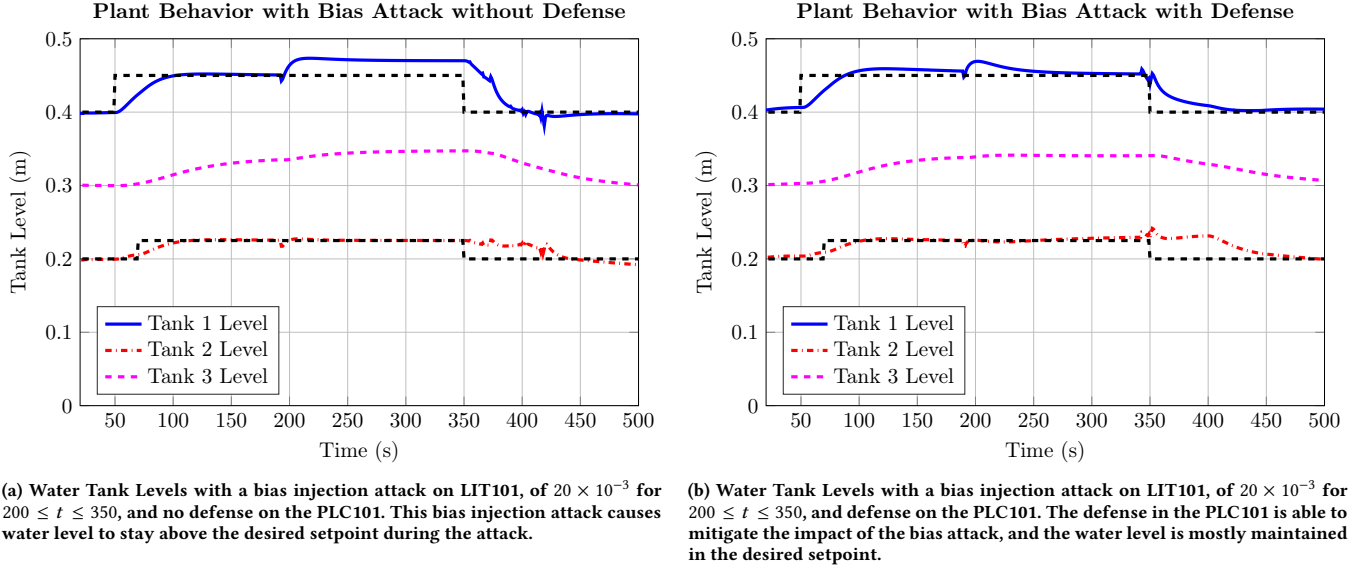 Plant Behavior with Bias Attack without Defense
0.5
0.4
0.3
0.2
0.1
0
Tank Level (m)
Tank 1 Level
Tank 2 Level
Tank 3 Level
50 100 150 200 250 300 350 400 450 500
Time (s)
(a) Water Tank Levels with a bias injection attack on LIT101, of 20 × 10⁻³ for
200 ≤ t ≤ 350, and no defense on the PLC101. This bias injection attack causes
water level to stay above the desired setpoint during the attack.
Plant Behavior with Bias Attack with Defense
0.5
0.4
0.3
0.2
0.1
0
Tank Level (m)
Tank 1 Level
Tank 2 Level
Tank 3 Level
50 100 150 200 250 300 350 400 450 500
Time (s)
(b) Water Tank Levels with a bias injection attack on LIT101, of 20 × 10⁻³ for
200 ≤ t ≤ 350, and defense on the PLC101. The defense in the PLC101 is able to
mitigate the impact of the bias attack, and the water level is mostly maintained
in the desired setpoint.